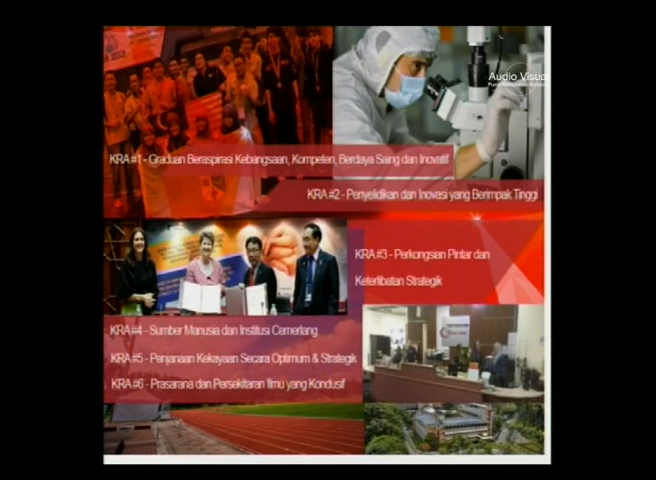 Audio Visua
KRA #1 - Graduan Beraspirasi Kebangsaan, Kompeten, Berdaya Saing dan Inovatif
KRA #2 - Penyelidikan dan Inovasi yang Berimpak Tinggi
KRA #3 - Perkongsian Pintar dan
Keterlibatan Strategik
KRA #4 - Sumber Manusia dan Institusi Cemerlang
KRA #5 - Penjanaan Kekayaan Secara Optimum & Strategik
KRA #6 - Prasarana dan Persekitaran Ilmu yang Kondusif